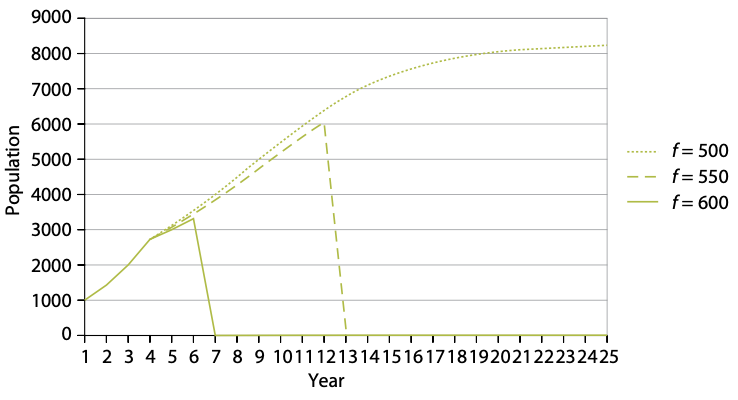 9000
8000
7000
6000
5000
4000
3000
2000
1000
0
Population
1 2 3 4 5 6 7 8 9 10 11 12 13 14 15 16 17 18 19 20 21 22 23 24 25
Year
f = 500
f = 550
f = 600